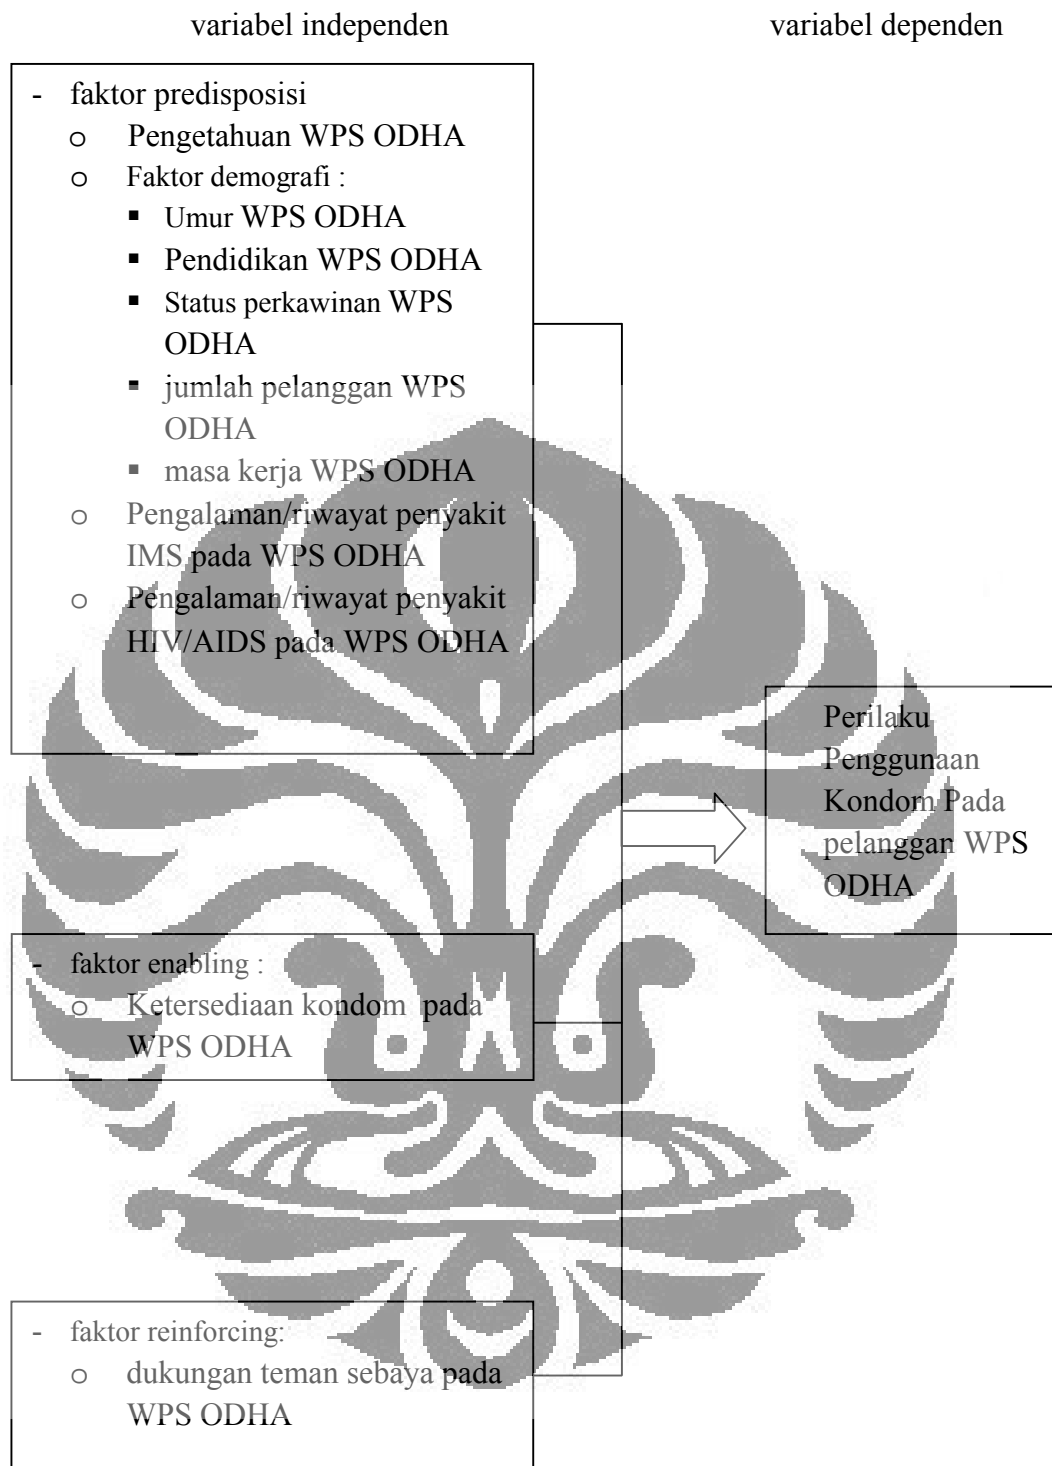 variabel independen
variabel dependen
- faktor predisposisi
o Pengetahuan WPS ODHA
o Faktor demografi :
▪ Umur WPS ODHA
▪ Pendidikan WPS ODHA
▪ Status perkawinan WPS
ODHA
▪ jumlah pelanggan WPS
ODHA
▪ masa kerja WPS ODHA
o Pengalaman/riwayat penyakit
IMS pada WPS ODHA
o Pengalaman/riwayat penyakit
HIV/AIDS pada WPS ODHA
- faktor enabling :
o Ketersediaan kondom pada
WPS ODHA
- faktor reinforcing:
o dukungan teman sebaya pada
WPS ODHA
Perilaku
Penggunaan
Kondom Pada
pelanggan WPS
ODHA